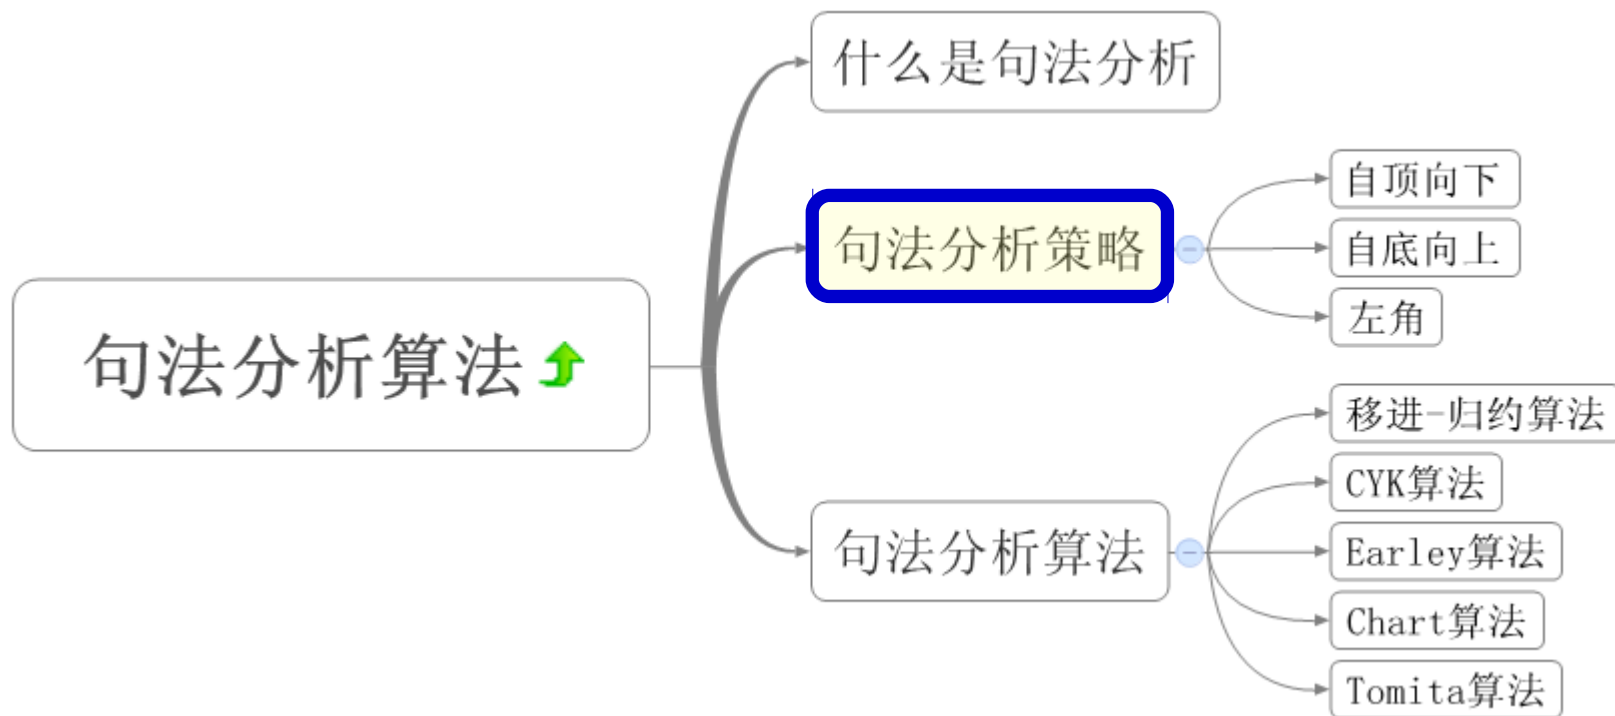 句法分析算法
什么是句法分析
句法分析策略
自顶向下
自底向上
左角
句法分析算法
移进-归约算法
CYK算法
Earley算法
Chart算法
Tomita算法